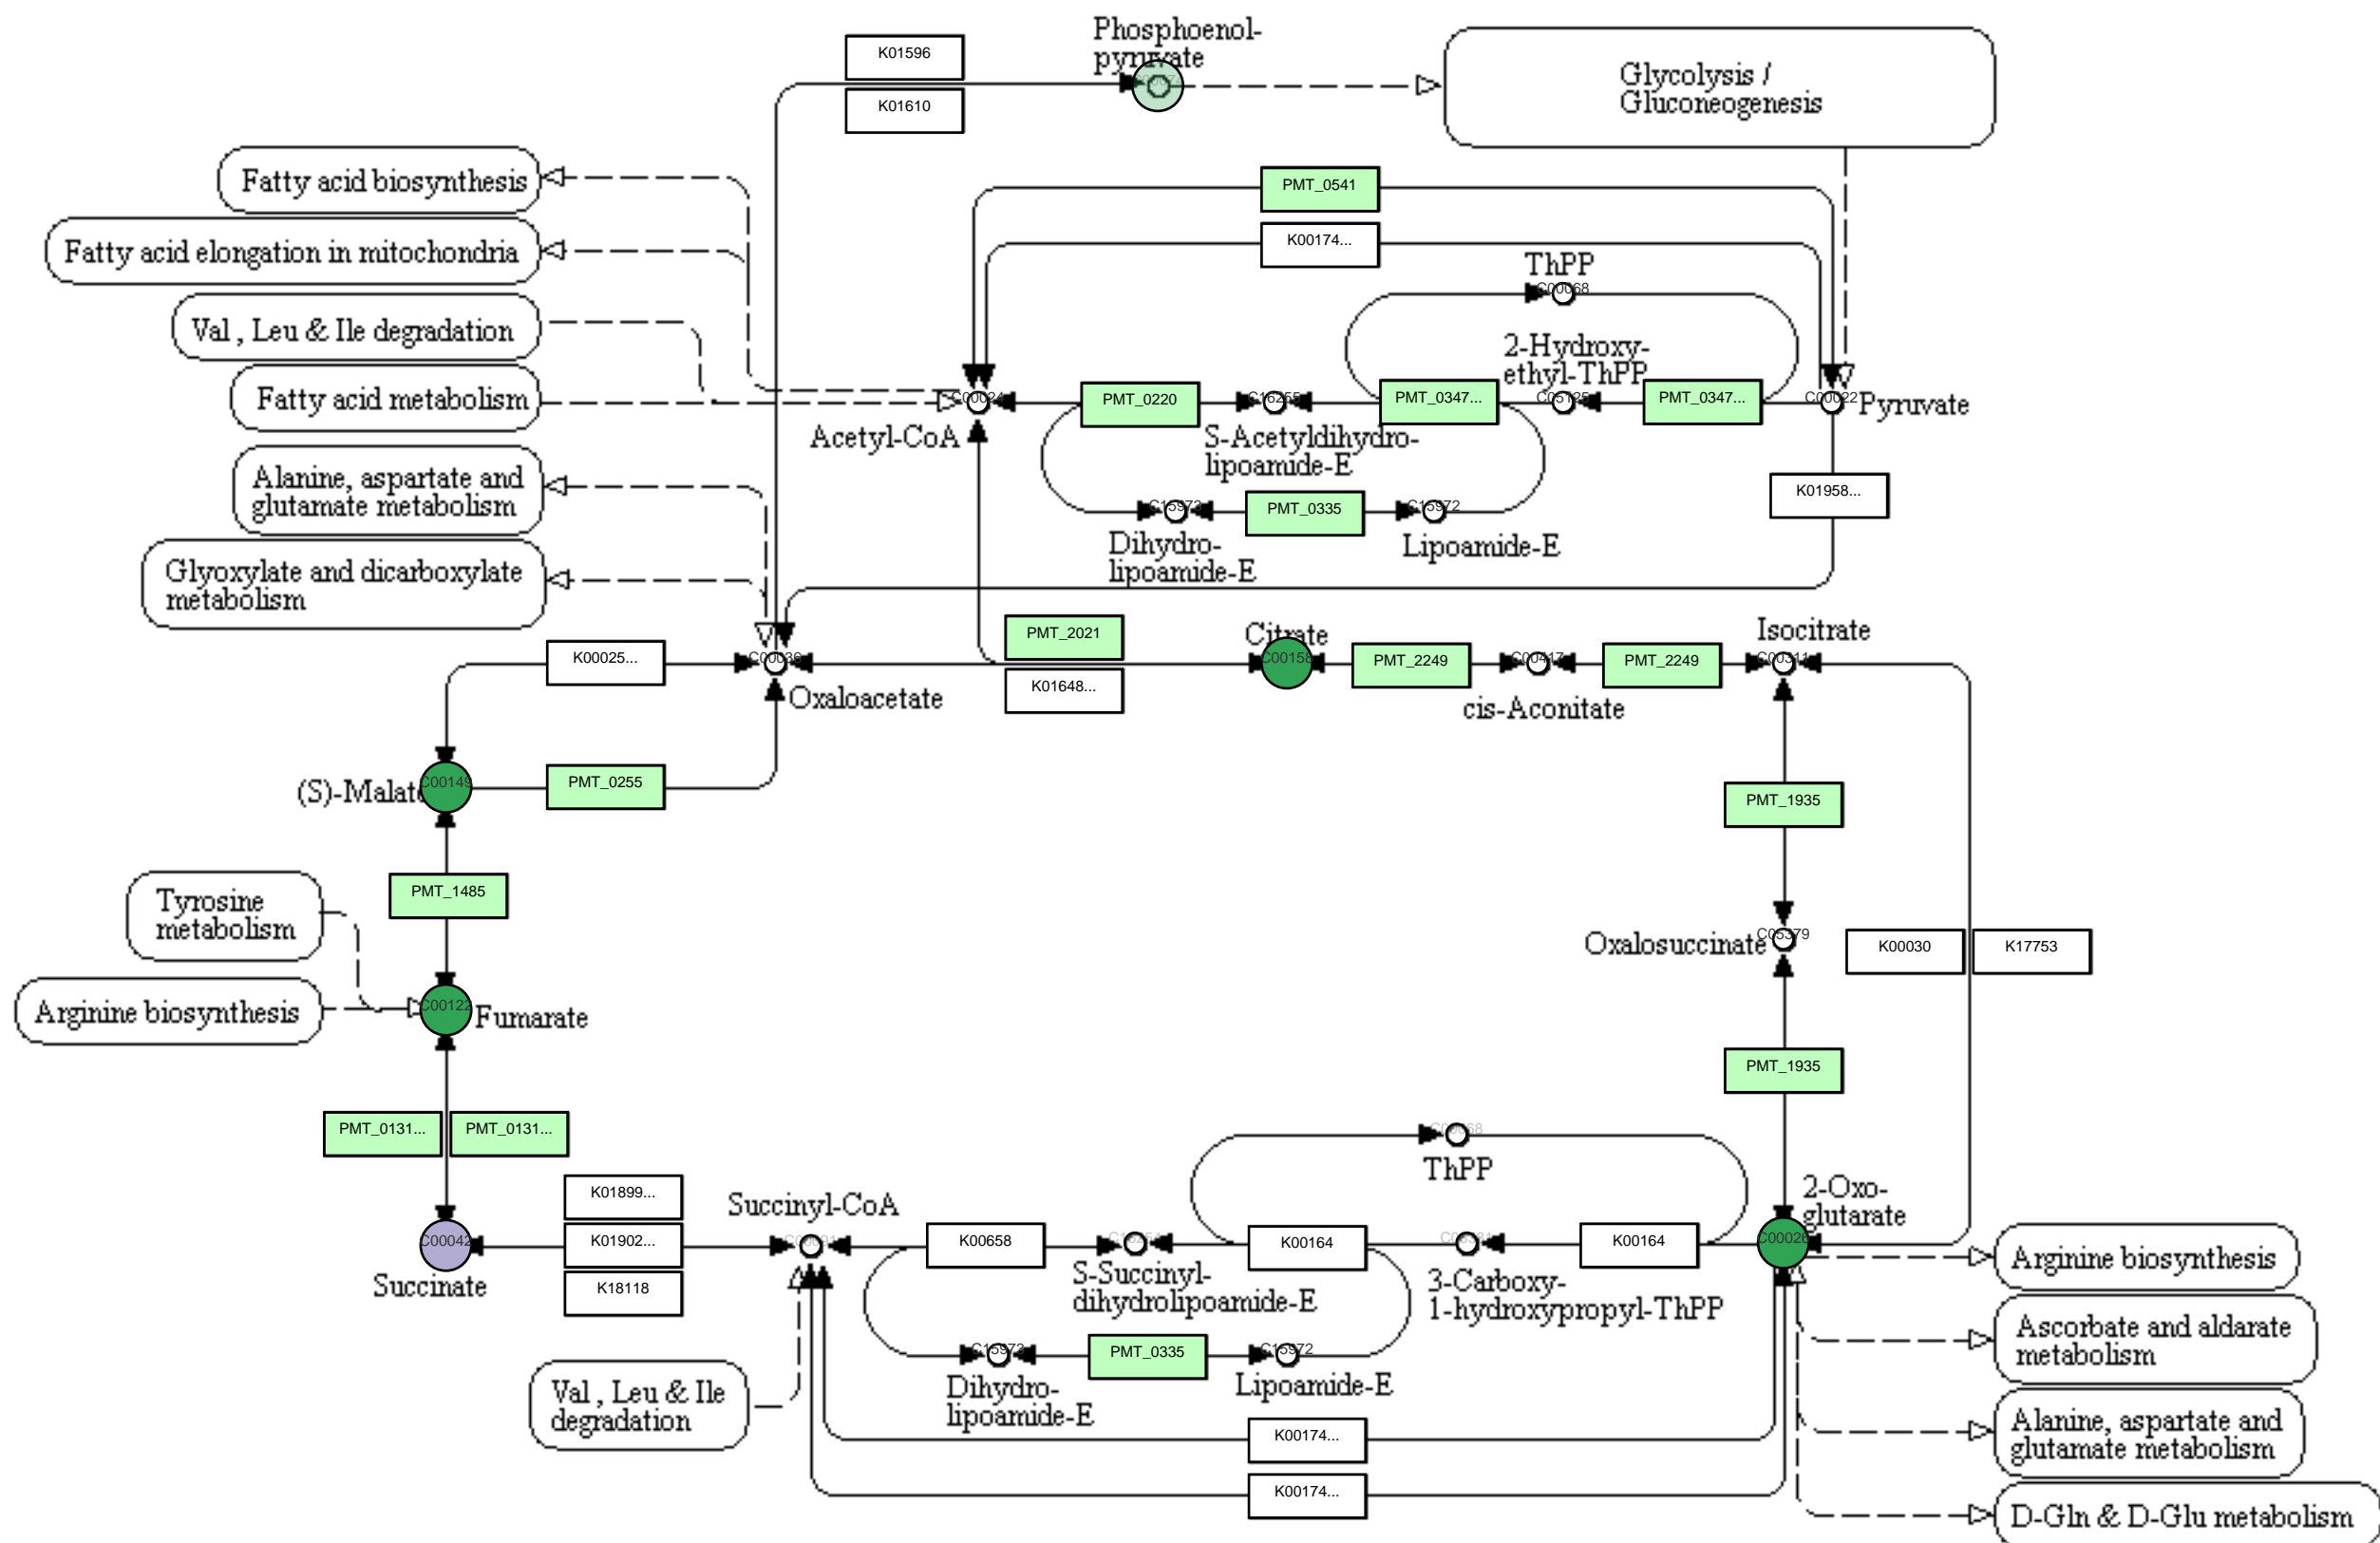 Phosphoenol-
pyruvate
K01596
K01610
Glycolysis /
Gluconeogenesis
Fatty acid biosynthesis
PMT_0541
Fatty acid elongation in mitochondria
K00174...
ThPP
C00068
Val , Leu & Ile degradation
2-Hydroxy-
ethyl-ThPP
Fatty acid metabolism
C00024
PMT_0220
C16255
PMT_0347...
C05125
PMT_0347...
C00022
Pyruvate
Acetyl-CoA
S-Acetyldihydro-
lipoamide-E
Alanine, aspartate and
glutamate metabolism
K01958...
C15973
PMT_0335
C15972
Dihydro-
lipoamide-E
Lipoamide-E
Glyoxylate and dicarboxylate
metabolism
PMT_2021
Citrate
Isocitrate
K00025...
C00036
C00158
PMT_2249
C00417
PMT_2249
C00311
K01648...
Oxaloacetate
cis-Aconitate
(S)-Malate
C00149
PMT_0255
PMT_1935
PMT_1485
Tyrosine
metabolism
Oxalosuccinate
C05379
K00030
K17753
Arginine biosynthesis
C00122
Fumarate
PMT_1935
PMT_0131...
PMT_0131...
C00068
ThPP
K01899...
Succinyl-CoA
2-Oxo-
glutarate
C00042
K01902...
K00658
K00164
K00164
C00026
Succinate
K18118
S-Succinyl-
dihydrolipoamide-E
3-Carboxy-
1-hydroxypropyl-ThPP
Arginine biosynthesis
Ascorbate and aldarate
metabolism
C15973
PMT_0335
C15972
Val , Leu & Ile
degradation
Dihydro-
lipoamide-E
Lipoamide-E
Alanine, aspartate and
glutamate metabolism
K00174...
K00174...
D-Gln & D-Glu metabolism